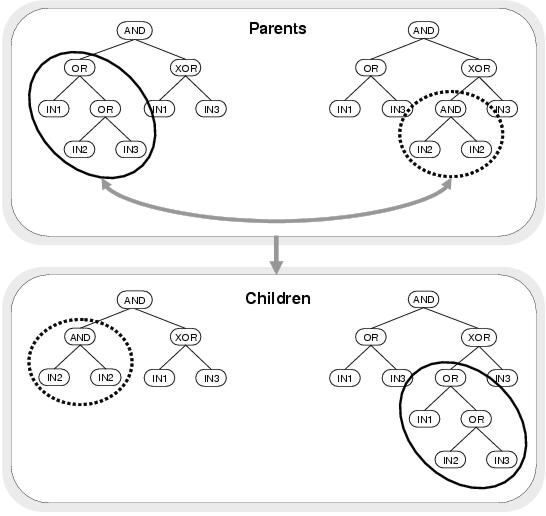 AND Parents AND
OR XOR OR XOR
IN1 OR IN1 IN3 IN1 IN3 AND IN3
IN2 IN3 IN2 IN2
AND Children AND
AND XOR OR XOR
IN2 IN2 IN1 IN3 IN1 IN3 OR IN3
IN1 OR
IN2 IN3